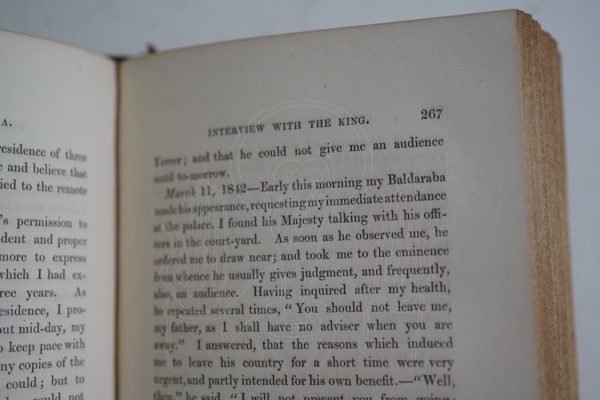 A.
residence of three
e and believe that
ied to the remote
's permission to
dent and proper
more to express
which I had ex-
ree years. As
residence, I pro-
out mid-day, my
o keep pace with
my copies of the
could; but to
could not
INTERVIEW WITH THE KING. 267
Yerrer; and that he could not give me an audience
until to-morrow.
March 11, 1842—Early this morning my Baldaraba
made his appearance, requesting my immediate attendance
at the palace. I found his Majesty talking with his offi-
cers in the court-yard. As soon as he observed me, he
ordered me to draw near; and took me to the eminence
from whence he usually gives judgment, and frequently,
also, an audience. Having inquired after my health,
he repeated several times, "You should not leave me,
my father, as I shall have no adviser when you are
away." I answered, that the reasons which induced
me to leave his country for a short time were very
urgent, and partly intended for his own benefit.—"Well,
then," he said, "I will not prevent you from going;